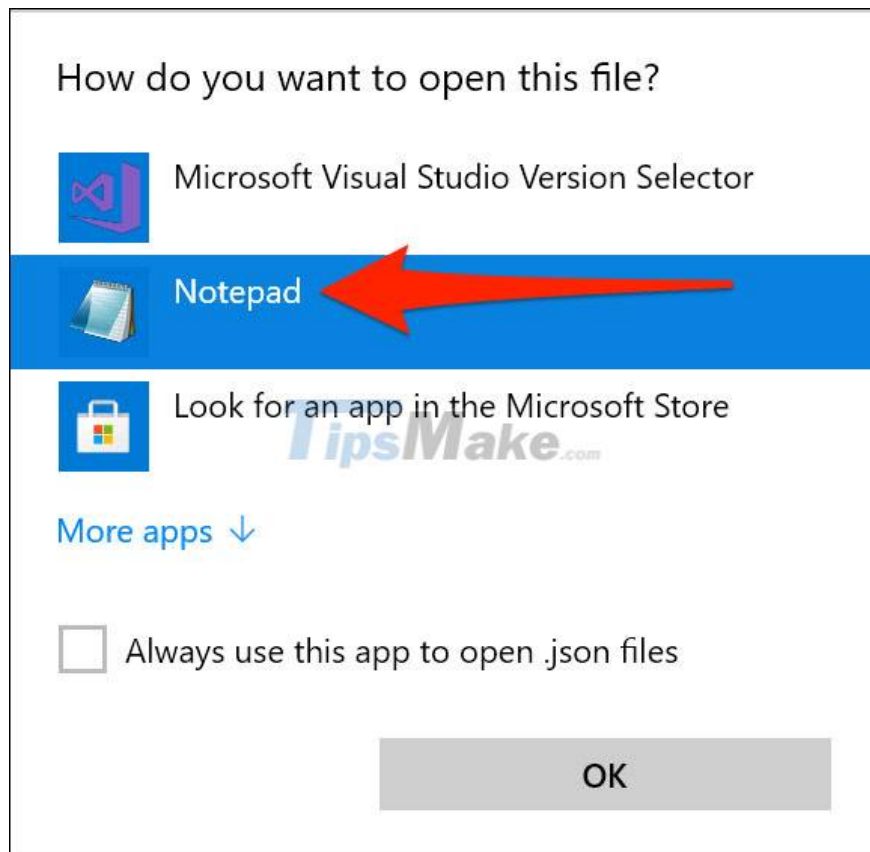 How do you want to open this file?
Microsoft Visual Studio Version Selector
Notepad
Look for an app in the Microsoft Store
TipsMake.com
More apps ↓
Always use this app to open .json files
OK